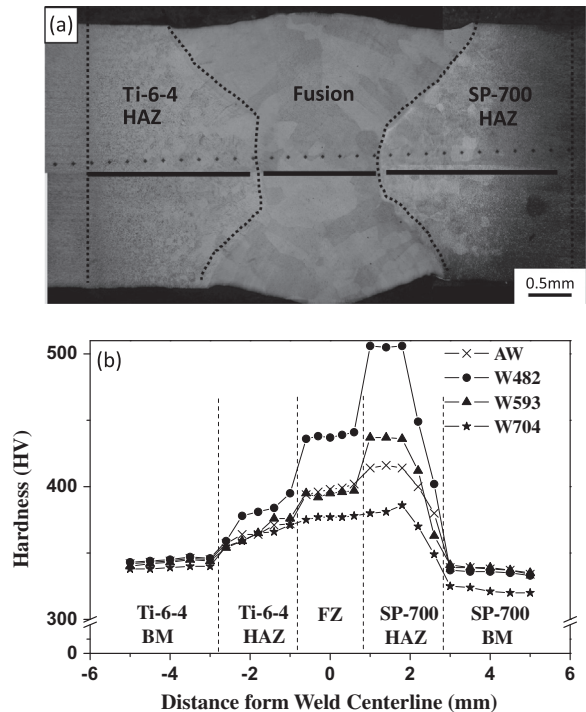 (a)
Ti-6-4
HAZ
Fusion
SP-700
HAZ
0.5mm
(b)
AW
W482
W593
W704
Hardness (HV)
500
400
300
0
Ti-6-4
BM
Ti-6-4
HAZ
FZ
SP-700
HAZ
SP-700
BM
-6
-4
-2
0
2
4
6
Distance form Weld Centerline (mm)